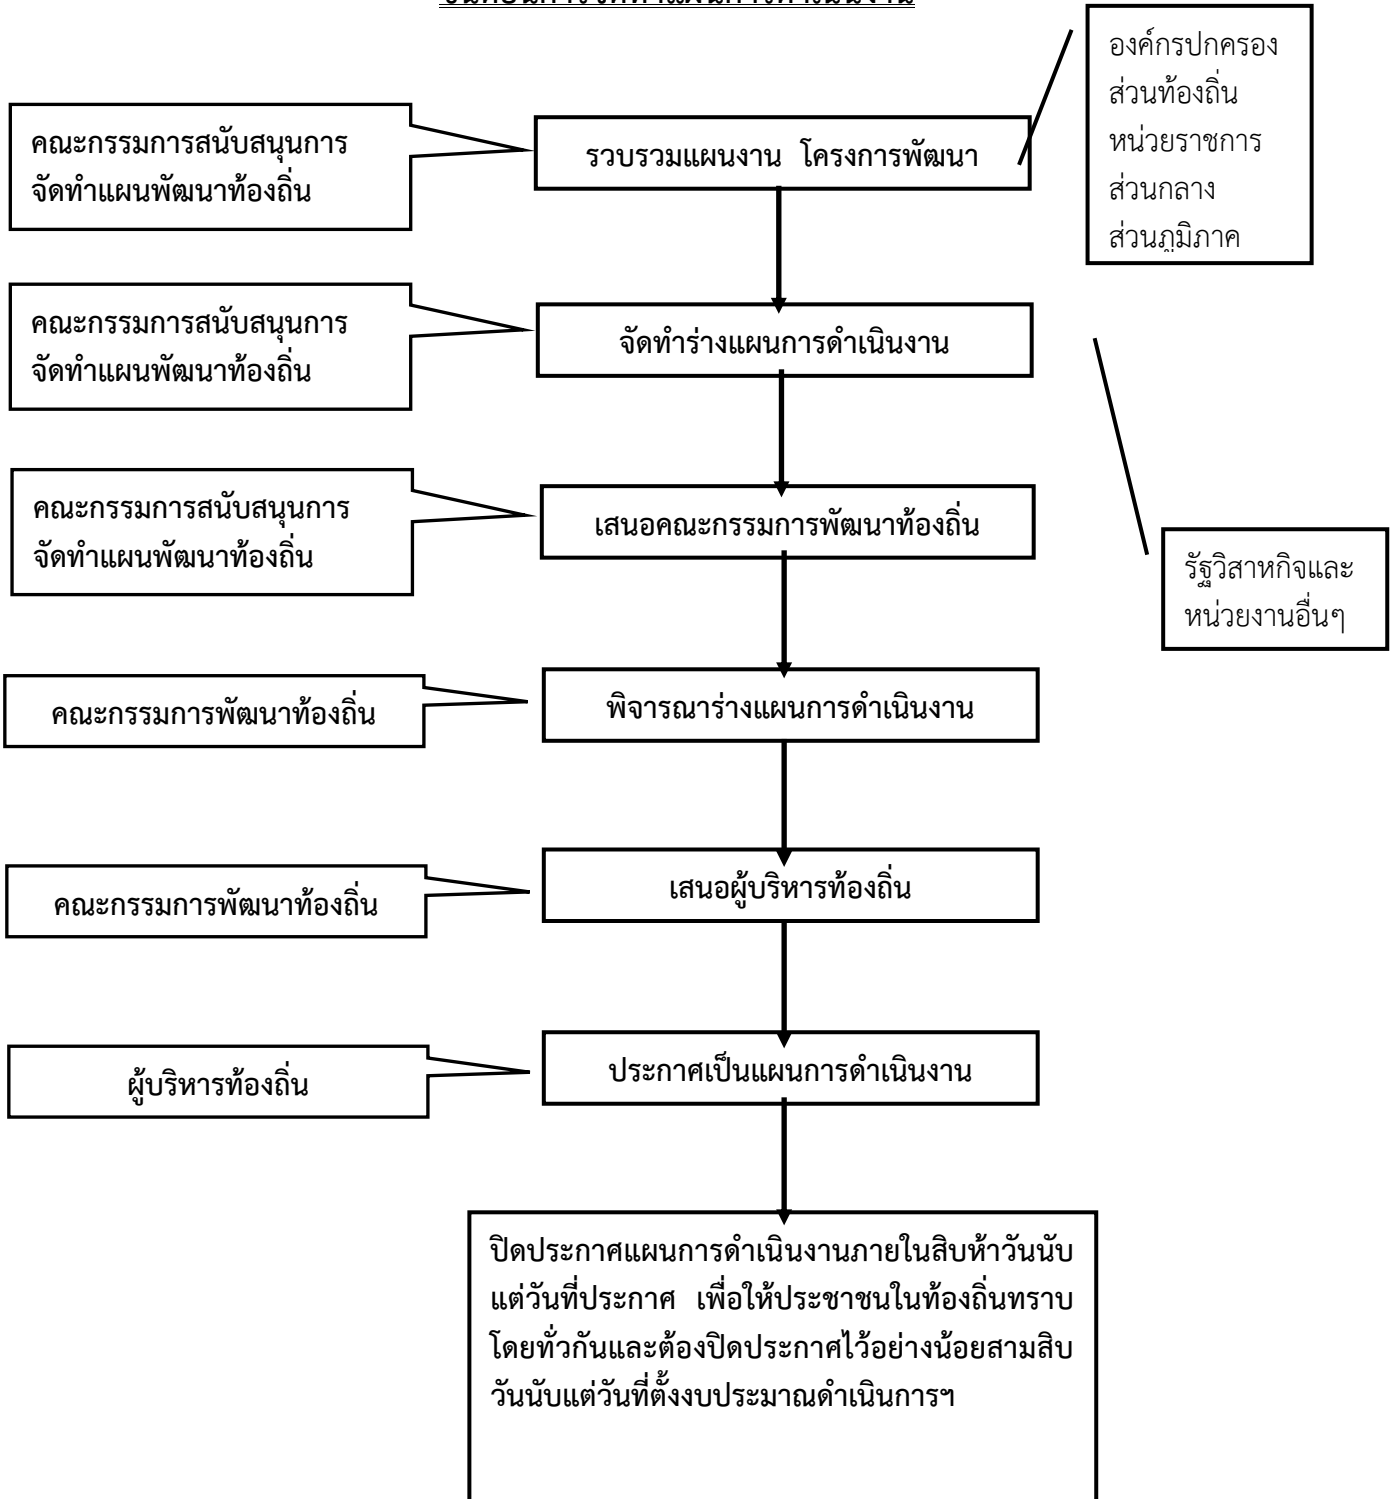 องค์กรปกครอง
ส่วนท้องถิ่น
หน่วยราชการ
ส่วนกลาง
ส่วนภูมิภาค
คณะกรรมการสนับสนุนการ
จัดทำแผนพัฒนาท้องถิ่น
รวบรวมแผนงาน โครงการพัฒนา
คณะกรรมการสนับสนุนการ
จัดทำแผนพัฒนาท้องถิ่น
จัดทำร่างแผนการดำเนินงาน
คณะกรรมการสนับสนุนการ
จัดทำแผนพัฒนาท้องถิ่น
เสนอคณะกรรมการพัฒนาท้องถิ่น
รัฐวิสาหกิจและ
หน่วยงานอื่นๆ
คณะกรรมการพัฒนาท้องถิ่น
พิจารณาร่างแผนการดำเนินงาน
คณะกรรมการพัฒนาท้องถิ่น
เสนอผู้บริหารท้องถิ่น
ผู้บริหารท้องถิ่น
ประกาศเป็นแผนการดำเนินงาน
ปิดประกาศแผนการดำเนินงานภายในสิบห้าวันนับ
แต่วันที่ประกาศ เพื่อให้ประชาชนในท้องถิ่นทราบ
โดยทั่วกันและต้องปิดประกาศไว้อย่างน้อยสามสิบ
วันนับแต่วันที่ตั้งงบประมาณดำเนินการฯ